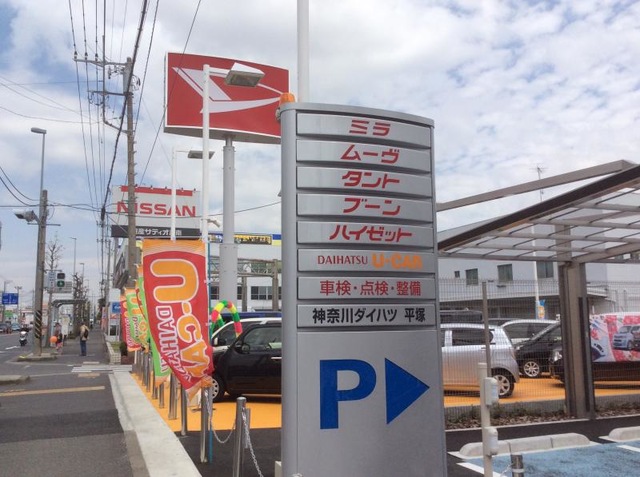 ミラ
ムーヴ
タント
ブーン
ハイゼット
DAIHATSU U-CAR
車検・点検・整備
神奈川ダイハツ 平塚
P
NISSAN
U-CAR
DAIHATSU